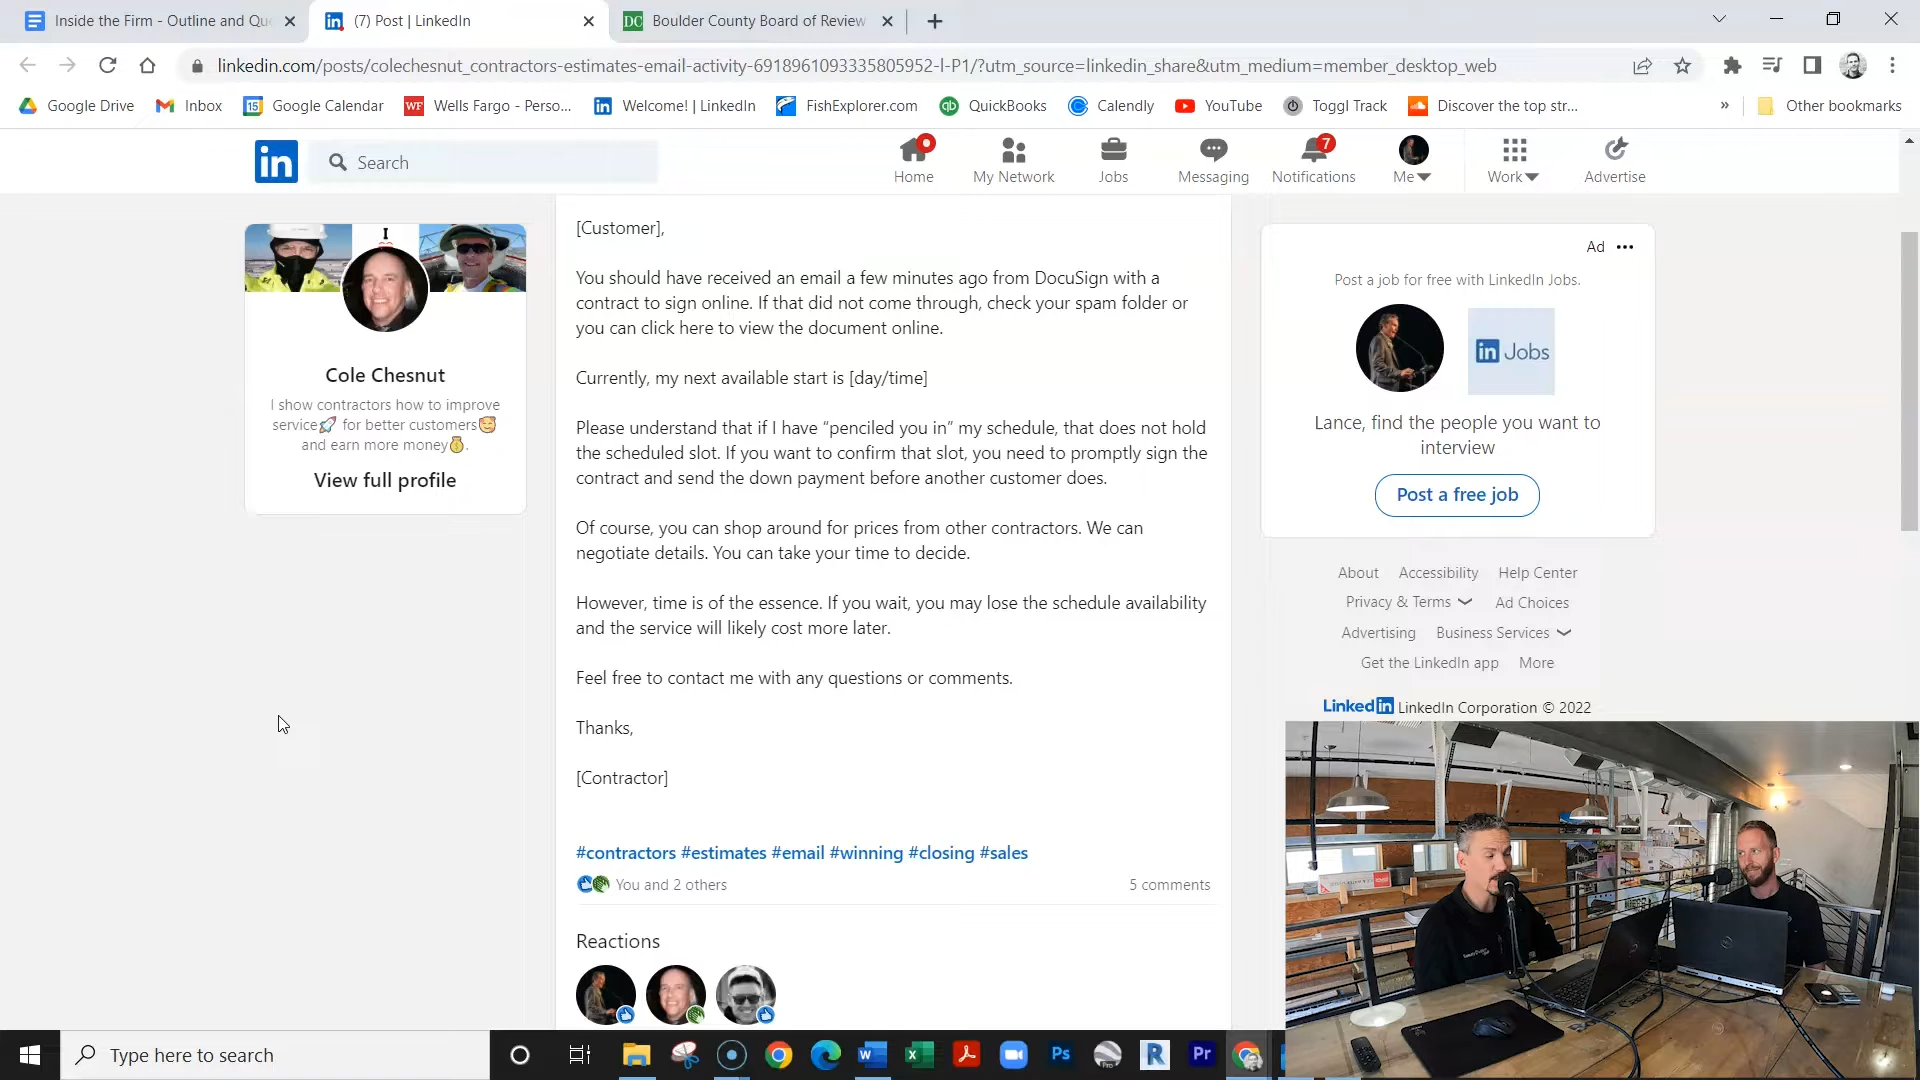 Inside the Firm - Outline and Qu
(7) Post | LinkedIn
DC Boulder County Board of Review
linkedin.com/posts/colechesnut_contractors-estimates-email-activity-6918961093335805952-I-P1/?utm_source=linkedin_share&utm_medium=member_desktop_web
Google Drive
Inbox
15 Google Calendar
WF Wells Fargo - Perso...
in Welcome! | LinkedIn
FishExplorer.com
qb QuickBooks
Calendly
YouTube
Toggl Track
Discover the top str...
»
Other bookmarks
in
Search
Home
My Network
Jobs
Messaging
7
Notifications
Me
Work
Advertise
I
Cole Chesnut
I show contractors how to improve
service🚀 for better customers🥰
and earn more money💰.
View full profile
[Customer],
You should have received an email a few minutes ago from DocuSign with a
contract to sign online. If that did not come through, check your spam folder or
you can click here to view the document online.
Currently, my next available start is [day/time]
Please understand that if I have “penciled you in” my schedule, that does not hold
the scheduled slot. If you want to confirm that slot, you need to promptly sign the
contract and send the down payment before another customer does.
Of course, you can shop around for prices from other contractors. We can
negotiate details. You can take your time to decide.
However, time is of the essence. If you wait, you may lose the schedule availability
and the service will likely cost more later.
Feel free to contact me with any questions or comments.
Thanks,
[Contractor]
#contractors #estimates #email #winning #closing #sales
You and 2 others
5 comments
Reactions
Ad
Post a job for free with LinkedIn Jobs.
in Jobs
Lance, find the people you want to
interview
Post a free job
About Accessibility Help Center
Privacy & Terms Ad Choices
Advertising Business Services
Get the LinkedIn app More
Linked in LinkedIn Corporation © 2022
Type here to search
Ps
R
Pr